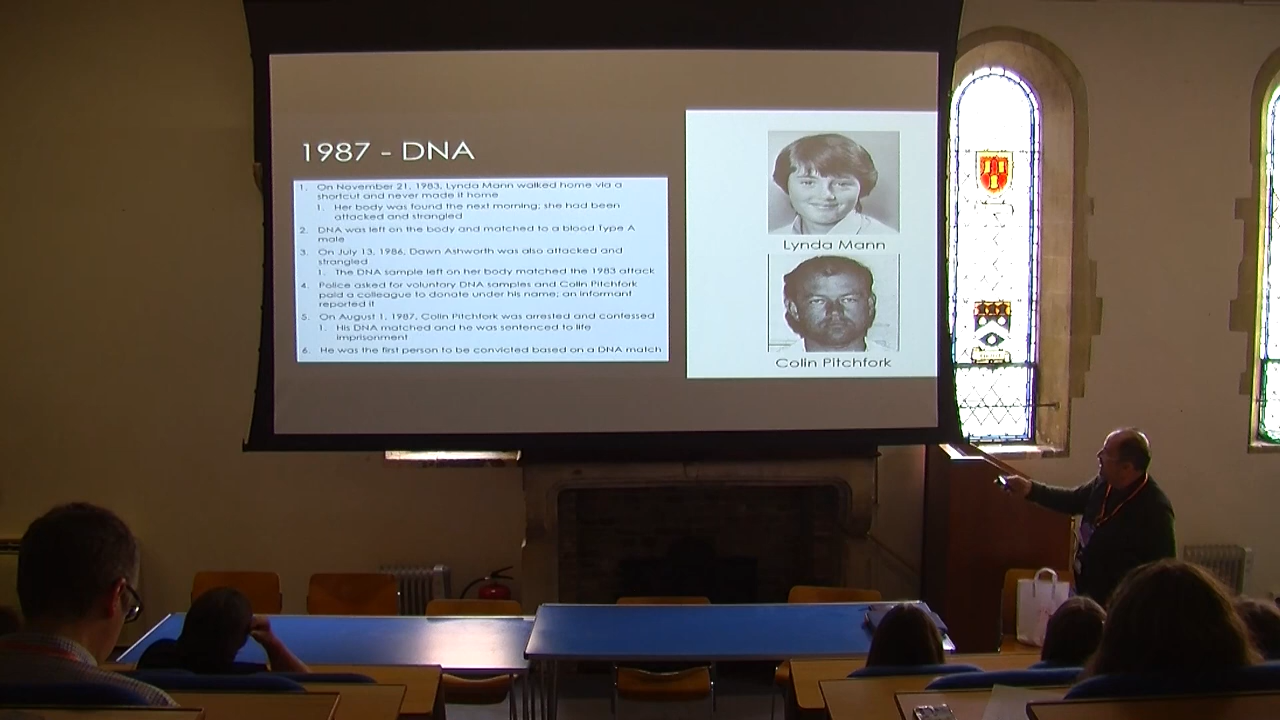 1987 - DNA
1. On November 21, 1983, Lynda Mann walked home via a
shortcut and never made it home
1. Her body was found the next morning; she had been
attacked and strangled
2. DNA was left on the body and matched to a blood Type A
male
3. On July 13, 1986, Dawn Ashworth was also attacked and
strangled
1. The DNA sample left on her body matched the 1983 attack
4. Police asked for voluntary DNA samples and Colin Pitchfork
paid a colleague to donate under his name; an informant
reported it
5. On August 1, 1987, Colin Pitchfork was arrested and confessed
1. His DNA matched and he was sentenced to life
imprisonment
6. He was the first person to be convicted based on a DNA match
Lynda Mann
Colin Pitchfork